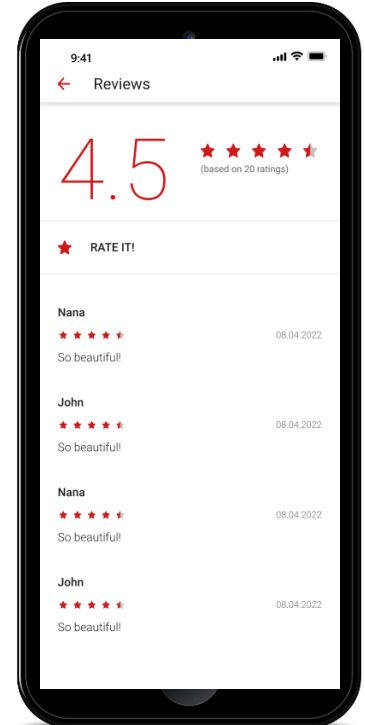 9:41
Reviews
4.5
(based on 20 ratings)
RATE IT!
Nana
08.04.2022
So beautiful!
John
08.04.2022
So beautiful!
Nana
08.04.2022
So beautiful!
John
08.04.2022
So beautiful!